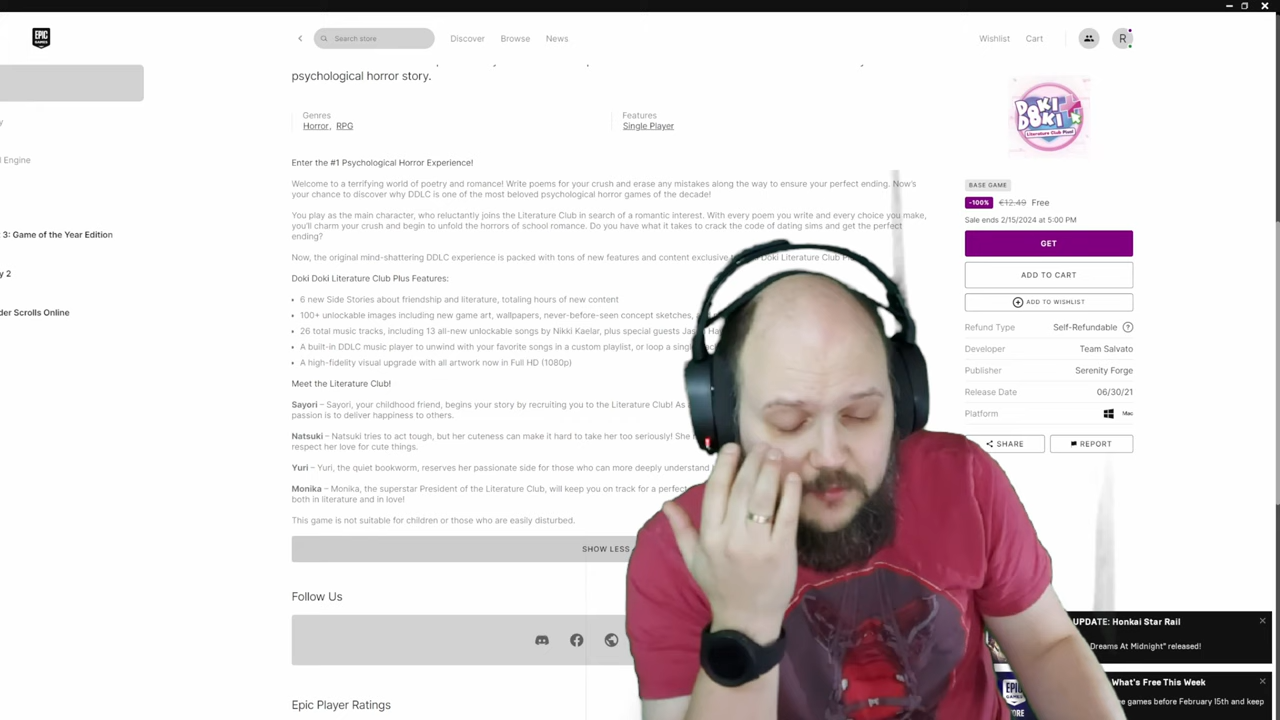 EPIC
GAMES
Search store
Discover
Browse
News
Wishlist
Cart
R
psychological horror story.
Genres
Horror, RPG
Features
Single Player
Engine
3: Game of the Year Edition
2
Scrolls Online
Enter the #1 Psychological Horror Experience!
Welcome to a terrifying world of poetry and romance! Write poems for your crush and erase any mistakes along the way to ensure your perfect ending. Now's
your chance to discover why DDLC is one of the most beloved psychological horror games of the decade!
You play as the main character, who reluctantly joins the Literature Club in search of a romantic interest. With every poem you write and every choice you make,
you'll charm your crush and begin to unfold the horrors of school romance. Do you have what it takes to crack the code of dating sims and get the perfect
ending?
Now, the original mind-shattering DDLC experience is packed with tons of new features and content exclusive Doki Literature Club
Doki Doki Literature Club Plus Features:
• 6 new Side Stories about friendship and literature, totaling hours of new content
• 100+ unlockable images including new game art, wallpapers, never-before-seen concept sketches,
• 26 total music tracks, including 13 all-new unlockable songs by Nikki Kaelar, plus special guests
• A built-in DDLC music player to unwind with your favorite songs in a custom playlist, or loop a
• A high-fidelity visual upgrade with all artwork now in Full HD (1080p)
Meet the Literature Club!
Sayori – Sayori, your childhood friend, begins your story by recruiting you to the Literature Club! As
passion is to deliver happiness to others.
Natsuki – Natsuki tries to act tough, but her cuteness can make it hard to take her too seriously! She
respect her love for cute things.
Yuri – Yuri, the quiet bookworm, reserves her passionate side for those who can more deeply understand
Monika – Monika, the superstar President of the Literature Club, will keep you on track for a
both in literature and in love!
This game is not suitable for children or those who are easily disturbed.
SHOW LESS
Follow Us
Epic Player Ratings
DOKI
DOKI
Literature Club Plus!
BASE GAME
-100% €12.49 Free
Sale ends 2/15/2024 at 5:00 PM
GET
ADD TO CART
ADD TO WISHLIST
Refund Type Self-Refundable
Developer Team Salvato
Publisher Serenity Forge
Release Date 06/30/21
Platform Mac
SHARE
REPORT
UPDATE: Honkai Star Rail
Dreams At Midnight" released!
What's Free This Week
games before February 15th and keep
EPIC